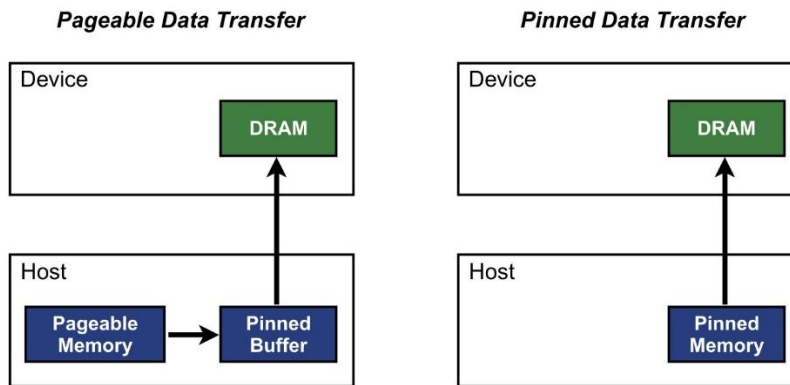 Pageable Data Transfer
Device
DRAM
Host
Pageable
Memory
Pinned
Buffer
Pinned Data Transfer
Device
DRAM
Host
Pinned
Memory